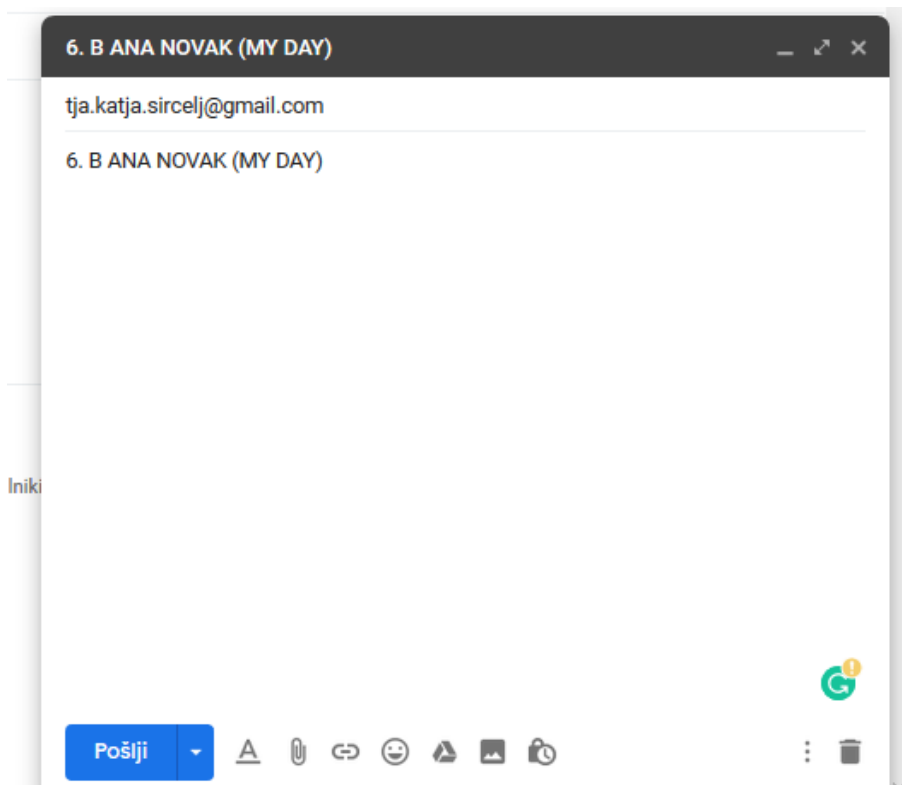 6. B ANA NOVAK (MY DAY)
tja.katja.sircelj@gmail.com
6. B ANA NOVAK (MY DAY)
lniki
Pošlji